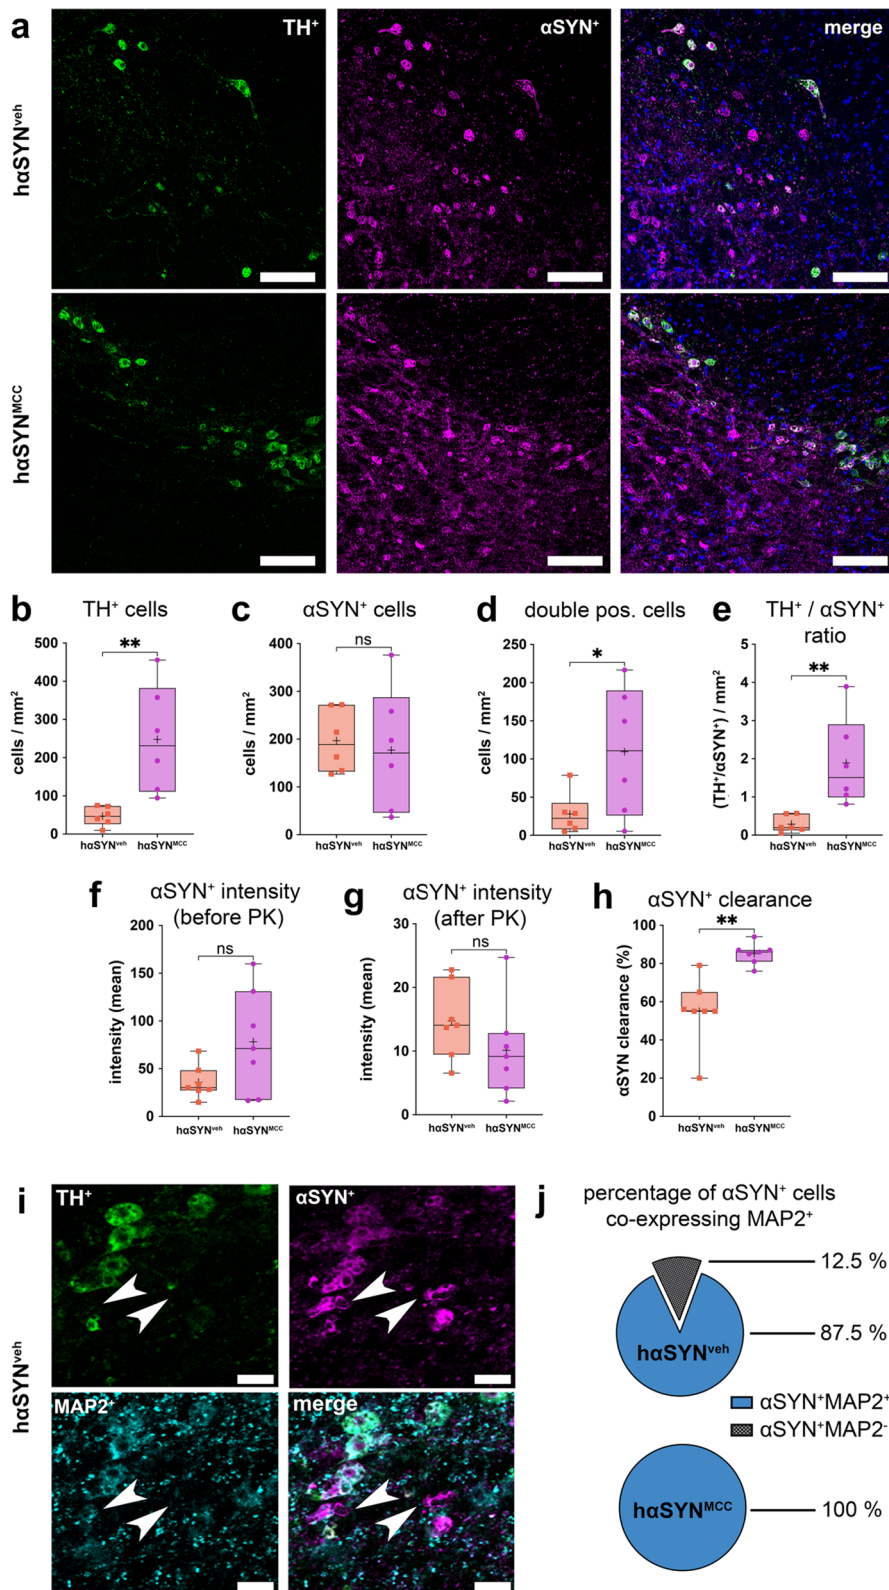 a
TH⁺
αSYN⁺
merge
hαSYNᵛᵉʰ
hαSYNᴹᶜᶜ
b
TH⁺ cells
cells / mm²
500
400
300
200
100
0
**
hαSYNᵛᵉʰ
hαSYNᴹᶜᶜ
c
αSYN⁺ cells
cells / mm²
400
300
200
100
0
ns
hαSYNᵛᵉʰ
hαSYNᴹᶜᶜ
d
double pos. cells
cells / mm²
250
200
150
100
50
0
*
hαSYNᵛᵉʰ
hαSYNᴹᶜᶜ
e
TH⁺ / αSYN⁺
ratio
(TH⁺/αSYN⁺) / mm²
5
4
3
2
1
0
**
hαSYNᵛᵉʰ
hαSYNᴹᶜᶜ
f
αSYN⁺ intensity
(before PK)
intensity (mean)
200
150
100
50
0
ns
hαSYNᵛᵉʰ
hαSYNᴹᶜᶜ
g
αSYN⁺ intensity
(after PK)
intensity (mean)
30
20
10
0
ns
hαSYNᵛᵉʰ
hαSYNᴹᶜᶜ
h
αSYN⁺ clearance
αSYN clearance (%)
100
80
60
40
20
0
**
hαSYNᵛᵉʰ
hαSYNᴹᶜᶜ
i
TH⁺
αSYN⁺
hαSYNᵛᵉʰ
MAP2⁺
merge
j
percentage of αSYN⁺ cells
co-expressing MAP2⁺
12.5 %
87.5 %
hαSYNᵛᵉʰ
αSYN⁺MAP2⁺
αSYN⁺MAP2⁻
hαSYNᴹᶜᶜ
100 %